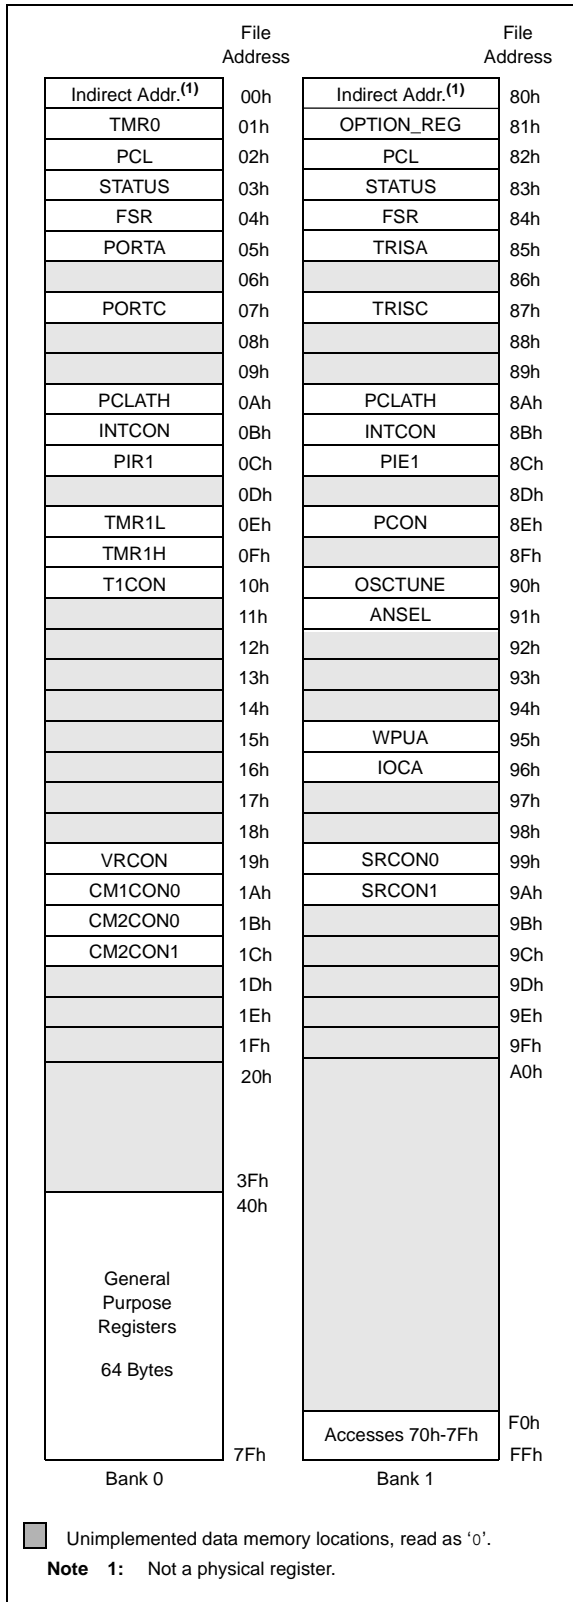 File Address File Address
Indirect Addr.(1) 00h Indirect Addr.(1) 80h
TMR0 01h OPTION_REG 81h
PCL 02h PCL 82h
STATUS 03h STATUS 83h
FSR 04h FSR 84h
PORTA 05h TRISA 85h
06h 86h
PORTC 07h TRISC 87h
08h 88h
09h 89h
PCLATH 0Ah PCLATH 8Ah
INTCON 0Bh INTCON 8Bh
PIR1 0Ch PIE1 8Ch
0Dh 8Dh
TMR1L 0Eh PCON 8Eh
TMR1H 0Fh 8Fh
T1CON 10h OSCTUNE 90h
11h ANSEL 91h
12h 92h
13h 93h
14h 94h
15h WPUA 95h
16h IOCA 96h
17h 97h
18h 98h
VRCON 19h SRCON0 99h
CM1CON0 1Ah SRCON1 9Ah
CM2CON0 1Bh 9Bh
CM2CON1 1Ch 9Ch
1Dh 9Dh
1Eh 9Eh
1Fh 9Fh
20h A0h
3Fh
40h
General
Purpose
Registers
64 Bytes
Accesses 70h-7Fh F0h
7Fh FFh
Bank 0 Bank 1
Unimplemented data memory locations, read as ‘0’.
Note 1: Not a physical register.